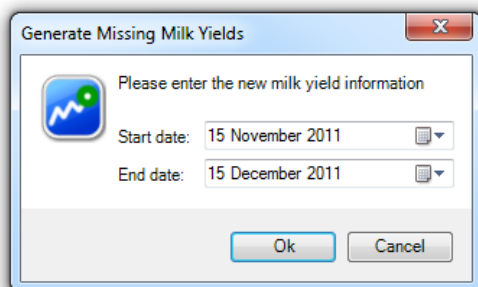 Generate Missing Milk Yields
Please enter the new milk yield information
Start date: 15 November 2011
End date: 15 December 2011
Ok Cancel